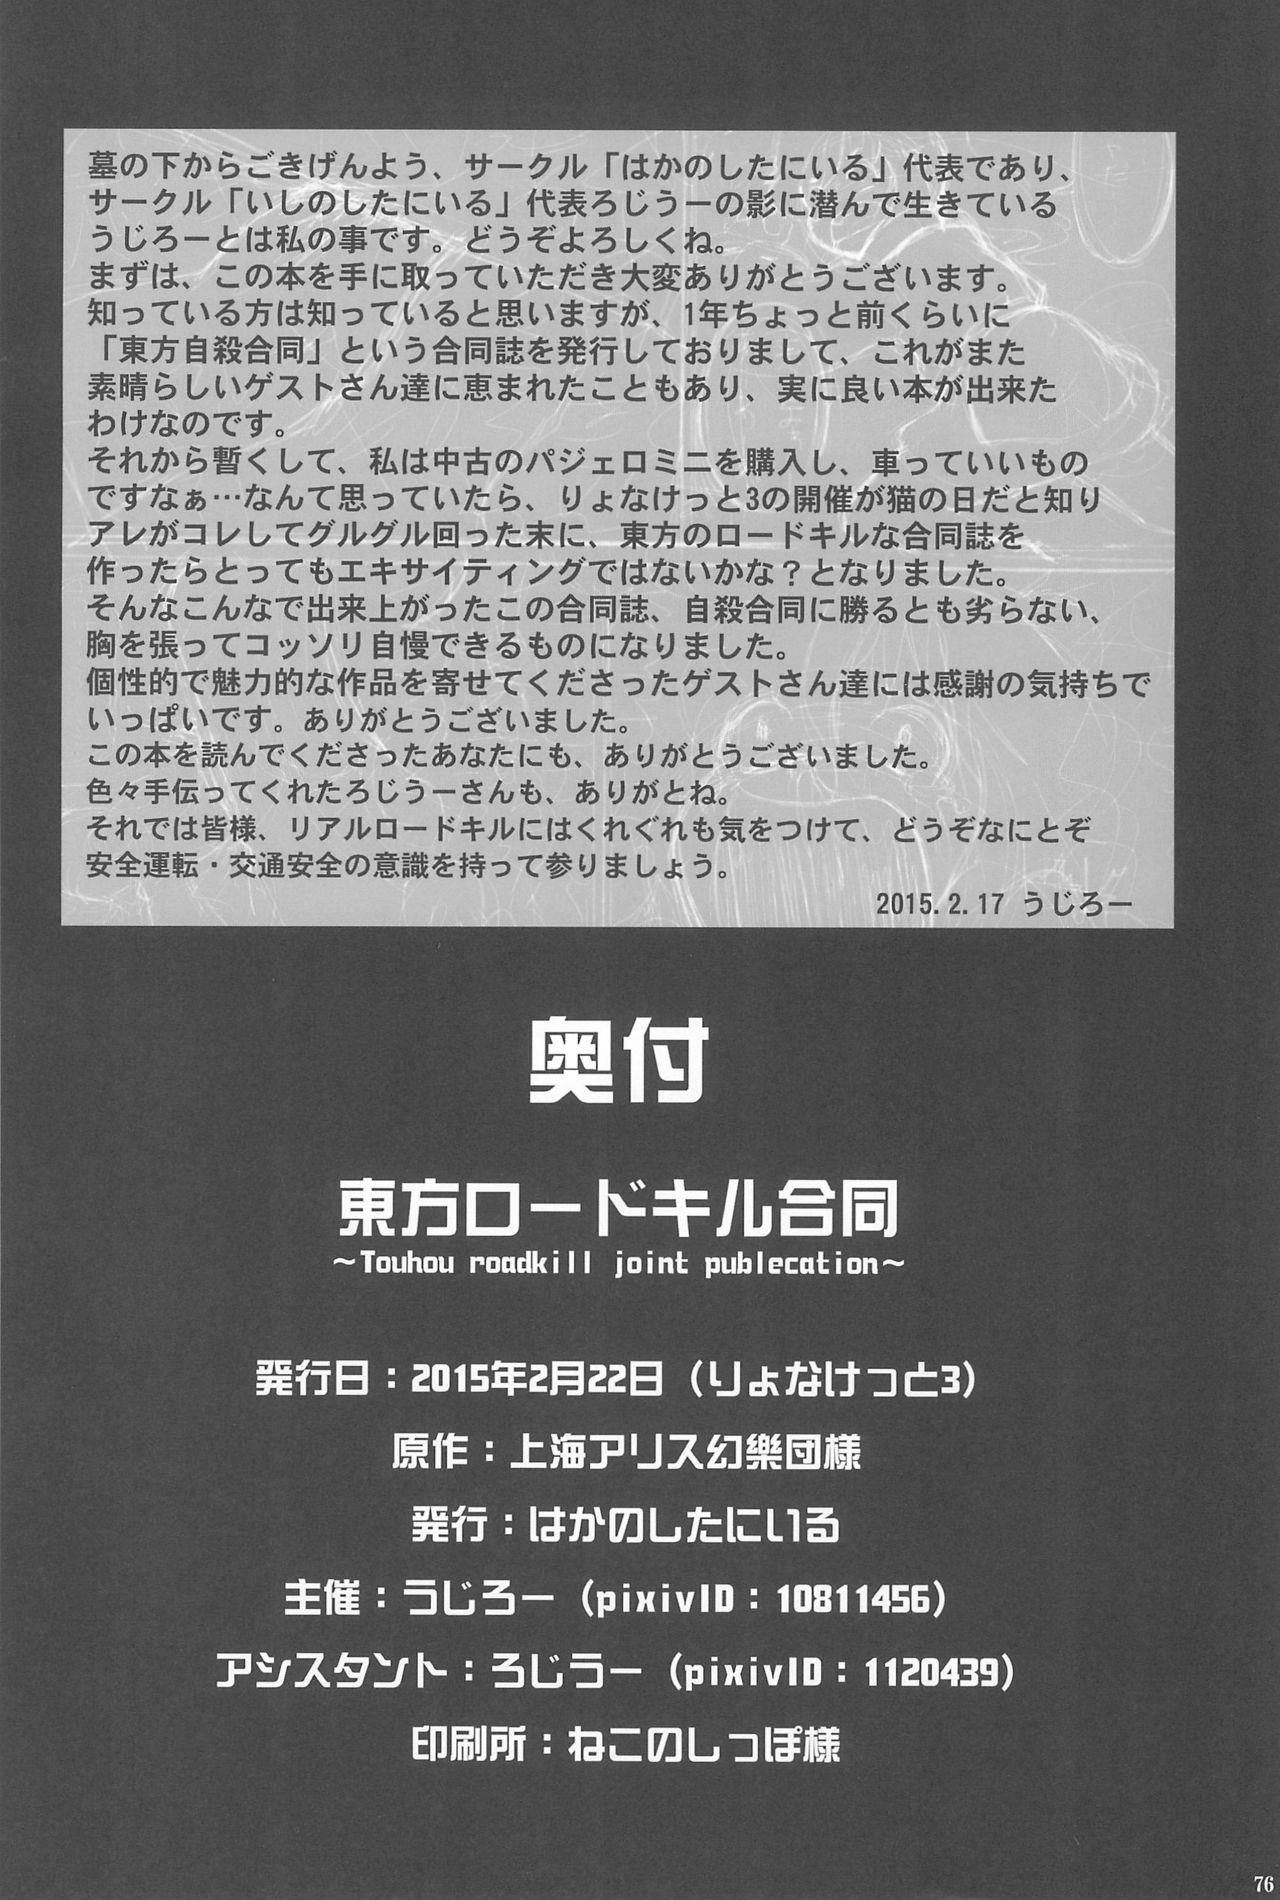 墓の下からごきげんよう、サークル「はかのしたにいる」代表であり、
サークル「いしのしたにいる」代表ろじうーの影に潜んで生きている
うじろーとは私の事です。どうぞよろしくね。
まずは、この本を手に取っていただき大変ありがとうございます。
知っている方は知っていると思いますが、1年ちょっと前くらいに
「東方自殺合同」という合同誌を発行しておりまして、これがまた
素晴らしいゲストさん達に恵まれたこともあり、実に良い本が出来た
わけなのです。
それから暫くして、私は中古のパジェロミニを購入し、車っていいもの
ですなぁ…なんて思っていたら、りょなけっと3の開催が猫の日だと知り
アレがコレしてグルグル回った末に、東方のロードキルな合同誌を
作ったらとってもエキサイティングではないかな？となりました。
そんなこんなで出来上がったこの合同誌、自殺合同に勝るとも劣らない、
胸を張ってコッソリ自慢できるものになりました。
個性的で魅力的な作品を寄せてくださったゲストさん達には感謝の気持ちで
いっぱいです。ありがとうございました。
この本を読んでくださったあなたにも、ありがとうございました。
色々手伝ってくれたろじうーさんも、ありがとね。
それでは皆様、リアルロードキルにはくれぐれも気をつけて、どうぞなにとぞ
安全運転・交通安全の意識を持って参りましょう。
2015.2.17 うじろー
奥付
東方ロードキル合同
～Touhou roadkill joint publecation～
発行日：2015年2月22日（りょなけっと3）
原作：上海アリス幻樂団様
発行：はかのしたにいる
主催：うじろー（pixivID：10811456）
アシスタント：ろじうー（pixivID：1120439）
印刷所：ねこのしっぽ様
76